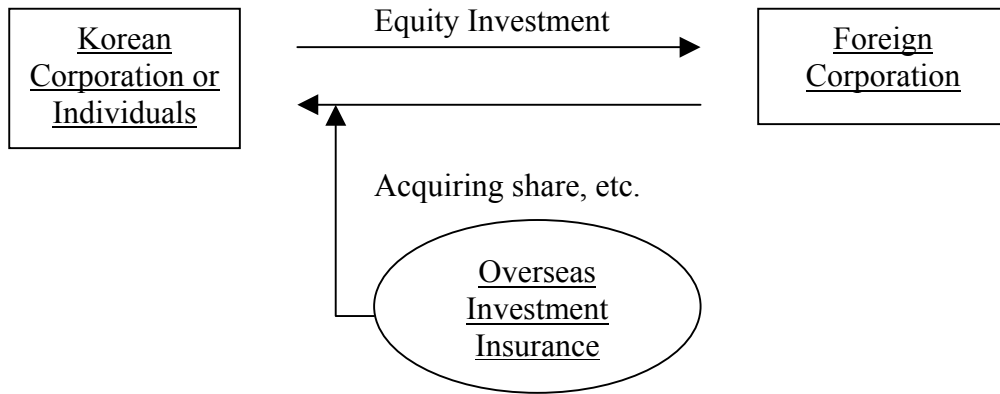 Korean
Corporation or
Individuals
Equity Investment
Foreign
Corporation
Acquiring share, etc.
Overseas
Investment
Insurance